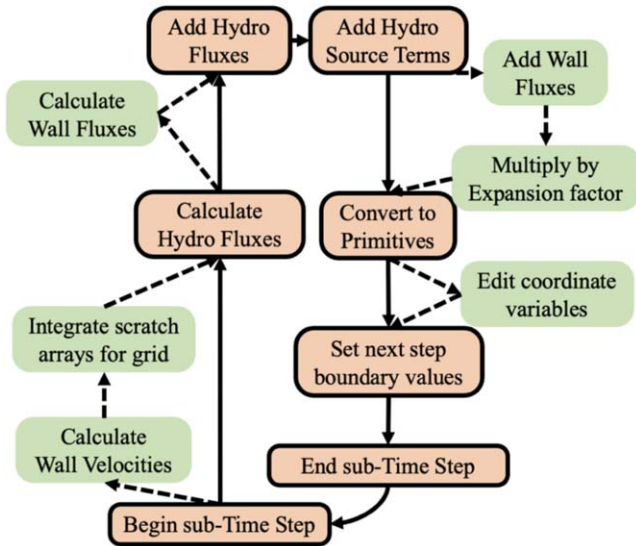 Add Hydro
Fluxes
Add Hydro
Source Terms
Add Wall
Fluxes
Calculate
Wall Fluxes
Multiply by
Expansion factor
Calculate
Hydro Fluxes
Convert to
Primitives
Edit coordinate
variables
Integrate scratch
arrays for grid
Set next step
boundary values
Calculate
Wall Velocities
End sub-Time Step
Begin sub-Time Step